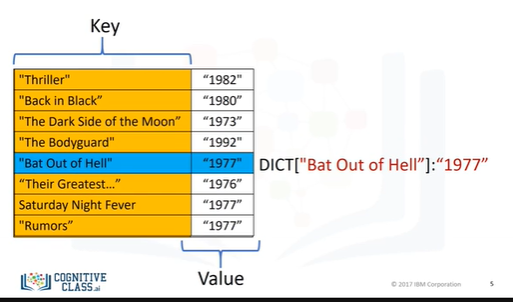 Key
"Thriller" "1982"
"Back in Black" "1980"
"The Dark Side of the Moon" "1973"
"The Bodyguard" "1992"
"Bat Out of Hell" "1977" DICT["Bat Out of Hell"]:"1977"
"Their Greatest…" "1976"
Saturday Night Fever "1977"
"Rumors" "1977"
Value
COGNITIVE
CLASS.ai
© 2017 IBM Corporation 5